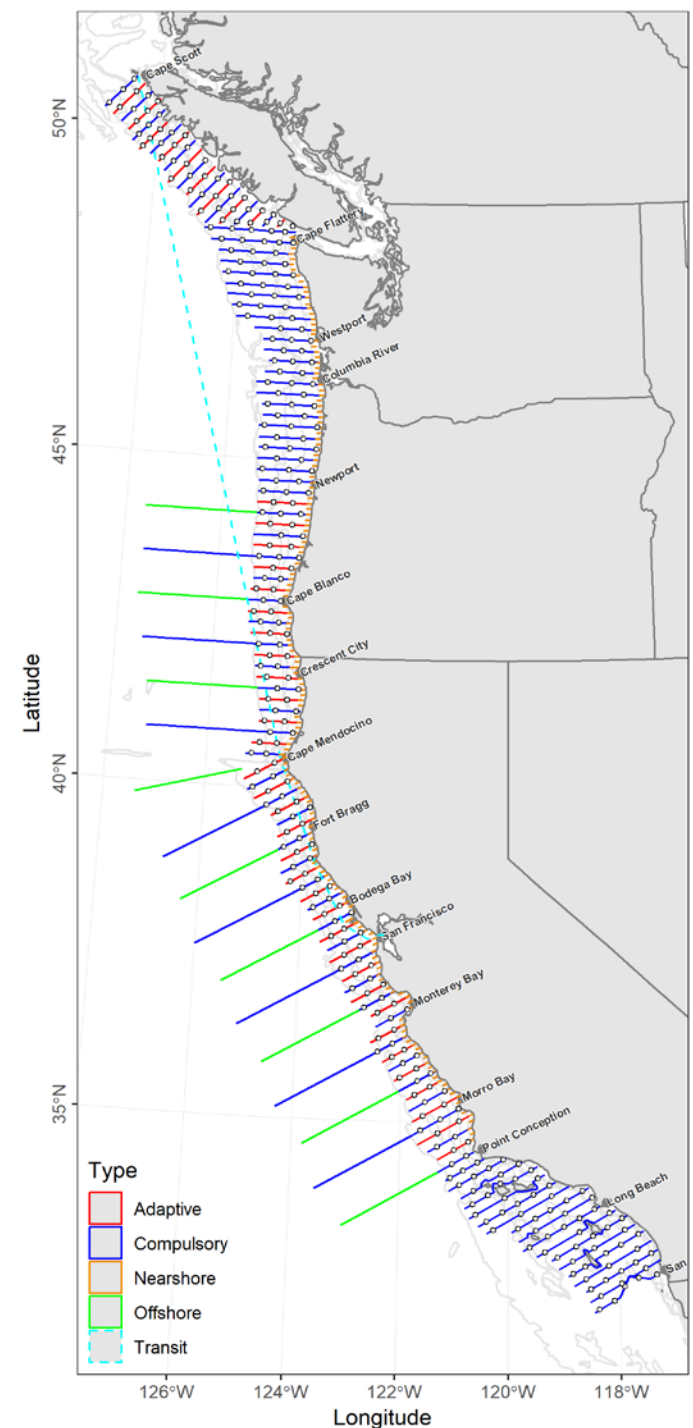 Cape Scott
50°N
Cape Flattery
Westport
Columbia River
45°N
Newport
Cape Blanco
Crescent City
Latitude
Cape Mendocino
40°N
Fort Bragg
Bodega Bay
San Francisco
Monterey Bay
Morro Bay
35°N
Point Conception
Long Beach
San
Type
Adaptive
Compulsory
Nearshore
Offshore
Transit
126°W 124°W 122°W 120°W 118°W
Longitude